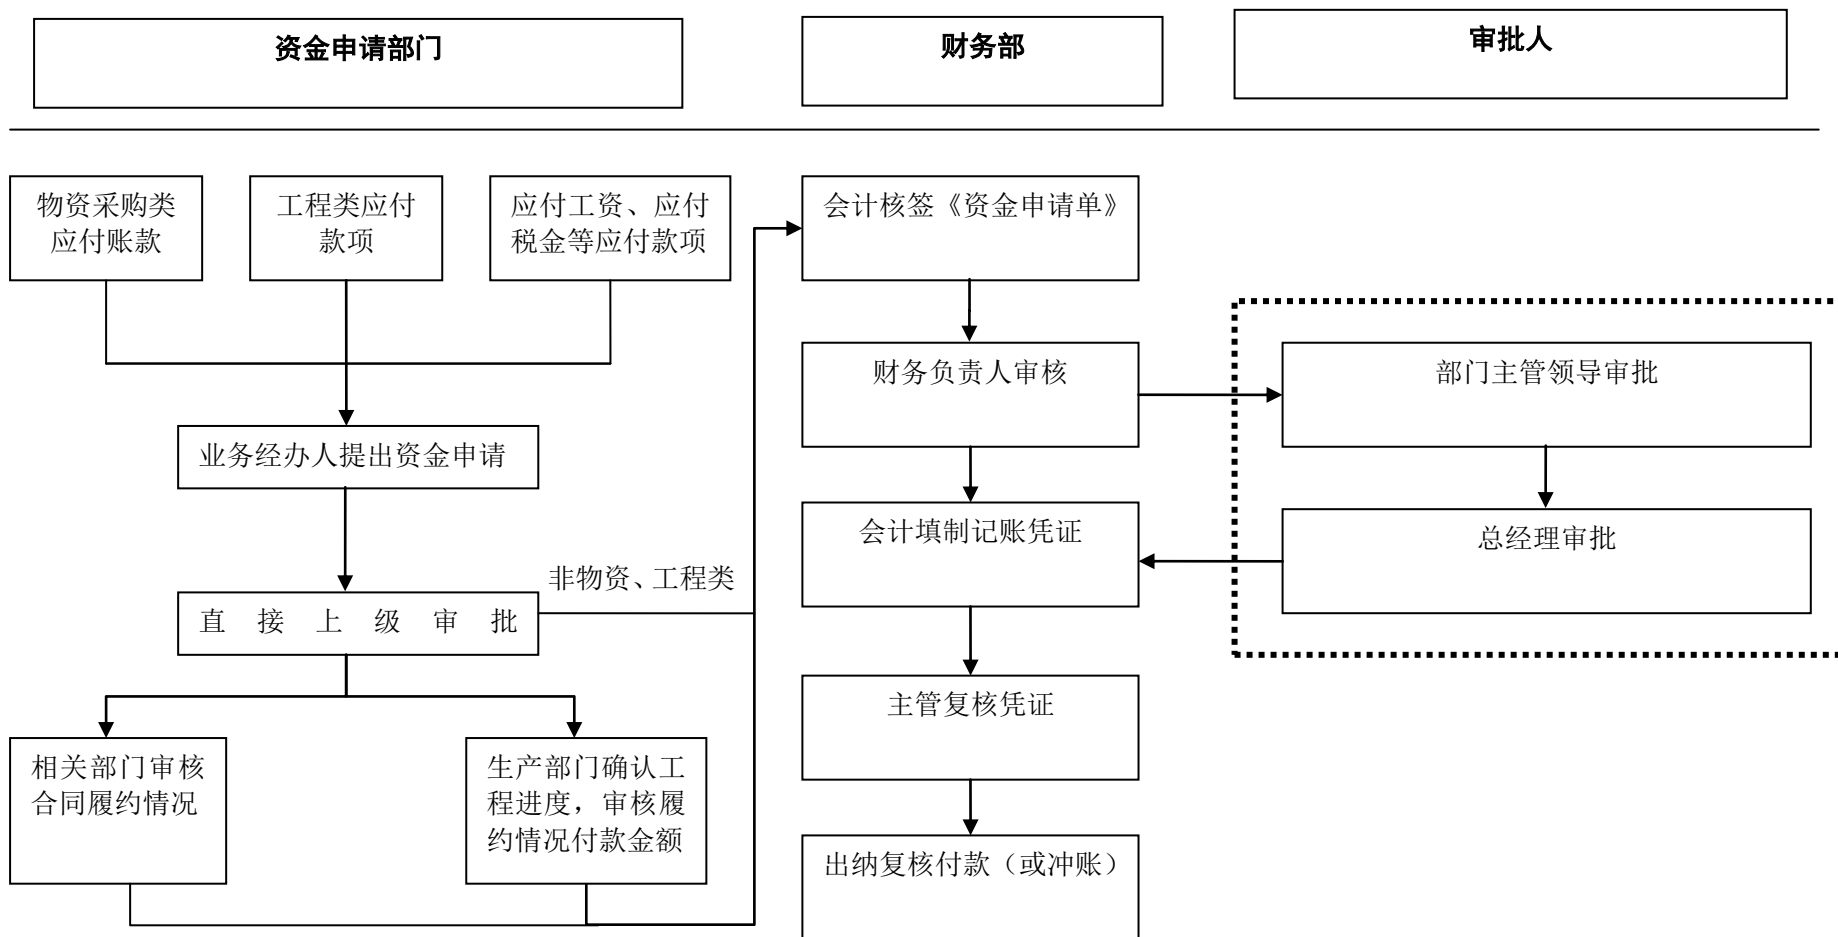 资金申请部门
财务部
审批人
物资采购类
应付账款
工程类应付
款项
应付工资、应付
税金等应付款项
会计核签《资金申请单》
财务负责人审核
部门主管领导审批
业务经办人提出资金申请
会计填制记账凭证
总经理审批
非物资、工程类
直接上级审批
主管复核凭证
相关部门审核
合同履约情况
生产部门确认工
程进度，审核履
约情况付款金额
出纳复核付款（或冲账）